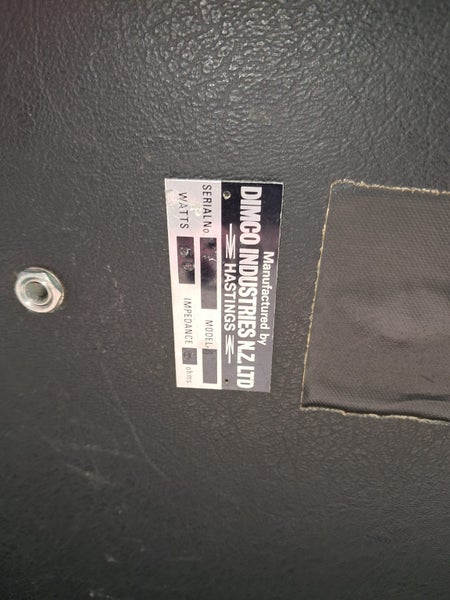 Manufactured by
DIMCO INDUSTRIES N.Z. LTD
HASTINGS
SERIAL No. MODEL
WATTS IMPEDANCE ohms